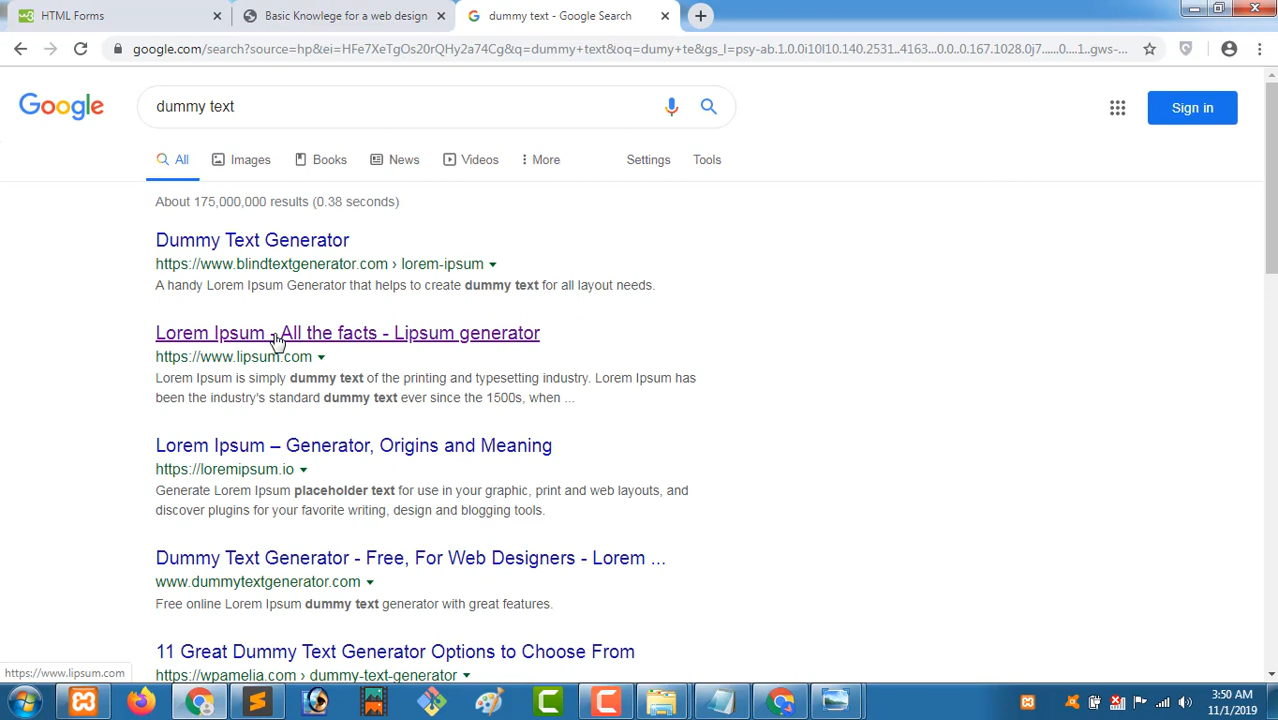 HTML Forms
Basic Knowlege for a web design
dummy text - Google Search
google.com/search?source=hp&ei=HFe7XeTgOs20rQHy2a74Cg&q=dummy+text&oq=dumy+te&gs_l=psy-ab.1.0.0i10l10.140.2531..4163...0.0..0.167.1028.0j7......0....1..gws-...
Google
dummy text
Sign in
All
Images
Books
News
Videos
More
Settings
Tools
About 175,000,000 results (0.38 seconds)
Dummy Text Generator
https://www.blindtextgenerator.com › lorem-ipsum
A handy Lorem Ipsum Generator that helps to create dummy text for all layout needs.
Lorem Ipsum - All the facts - Lipsum generator
https://www.lipsum.com
Lorem Ipsum is simply dummy text of the printing and typesetting industry. Lorem Ipsum has
been the industry's standard dummy text ever since the 1500s, when ...
Lorem Ipsum – Generator, Origins and Meaning
https://loremipsum.io
Generate Lorem Ipsum placeholder text for use in your graphic, print and web layouts, and
discover plugins for your favorite writing, design and blogging tools.
Dummy Text Generator - Free, For Web Designers - Lorem ...
www.dummytextgenerator.com
Free online Lorem Ipsum dummy text generator with great features.
11 Great Dummy Text Generator Options to Choose From
https://wpamelia.com › dummy-text-generator
https://www.lipsum.com
3:50 AM
11/1/2019